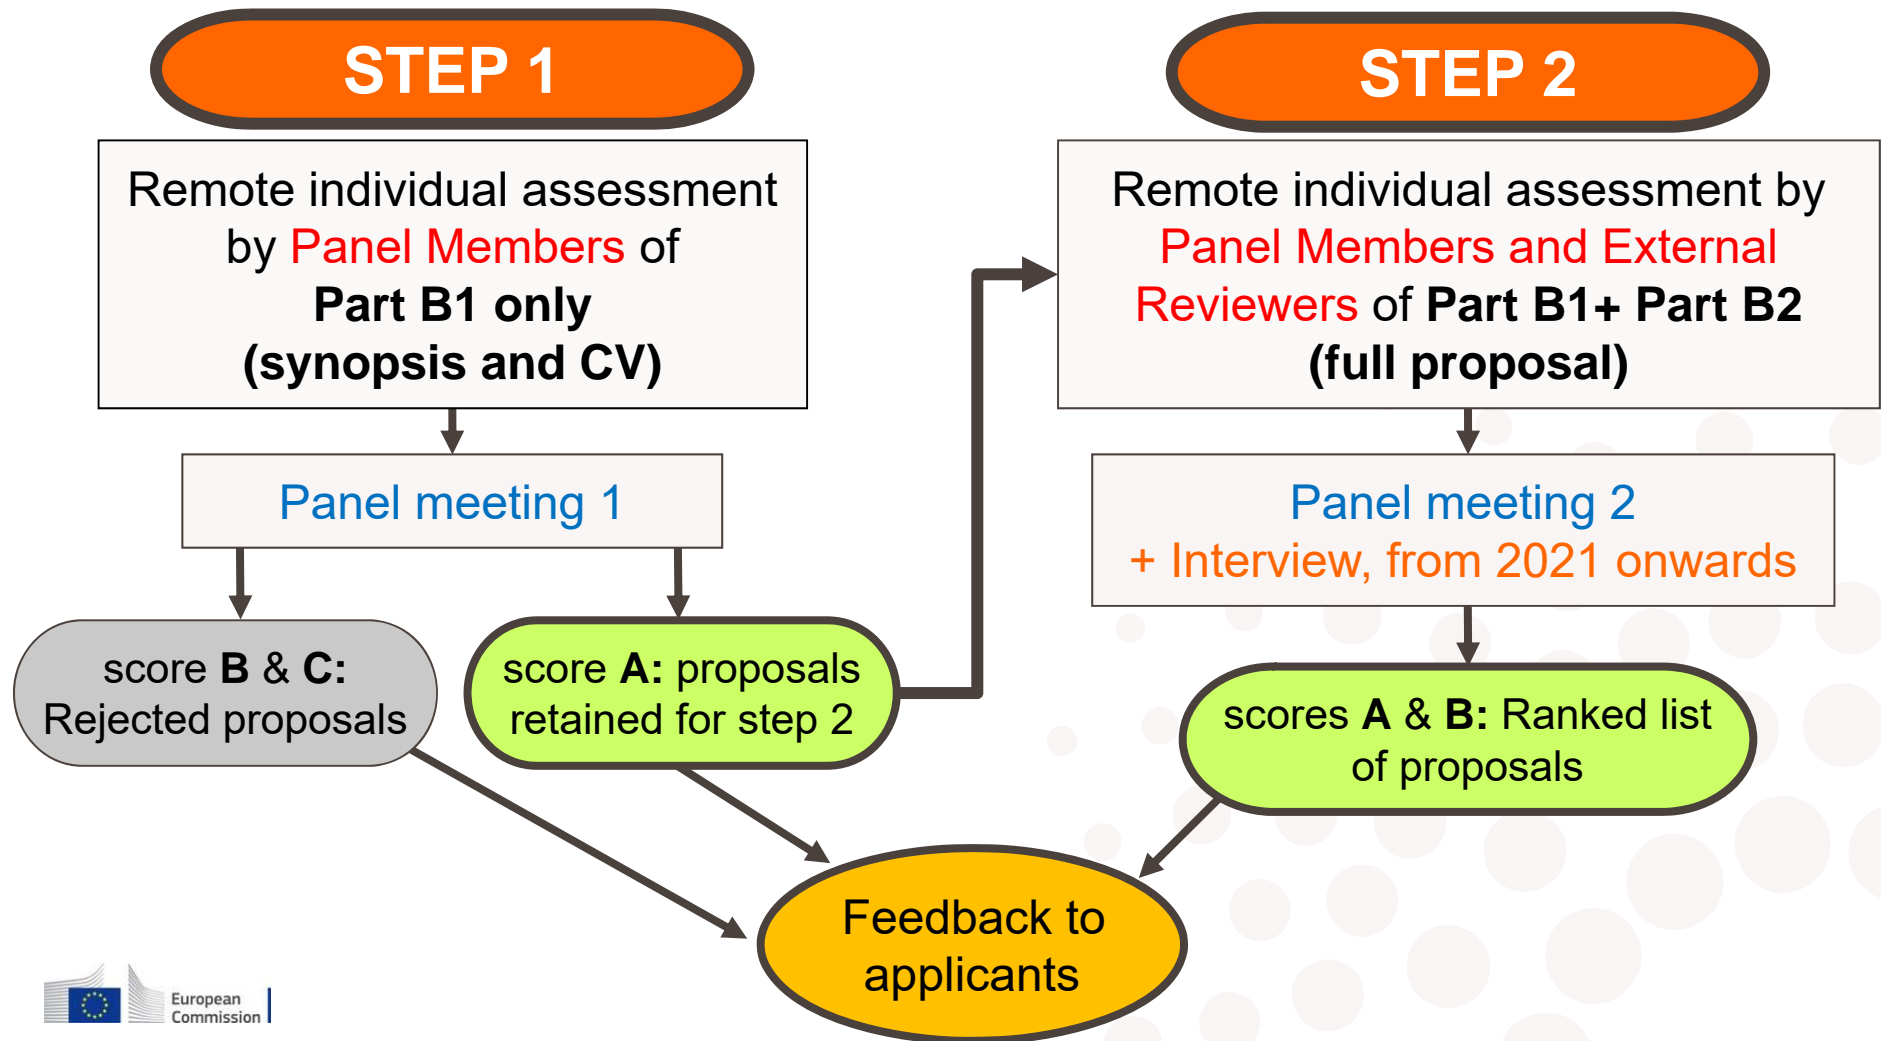 STEP 1
Remote individual assessment
by Panel Members of
Part B1 only
(synopsis and CV)
Panel meeting 1
score B & C:
Rejected proposals
score A: proposals
retained for step 2
STEP 2
Remote individual assessment by
Panel Members and External
Reviewers of Part B1+ Part B2
(full proposal)
Panel meeting 2
+ Interview, from 2021 onwards
scores A & B: Ranked list
of proposals
Feedback to
applicants
European
Commission